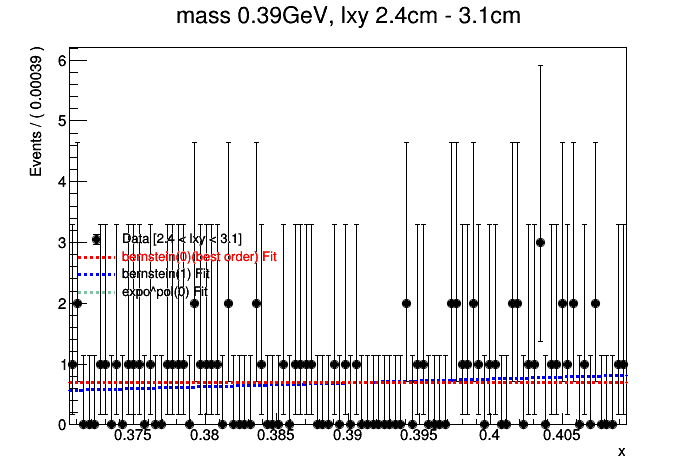 mass 0.39GeV, lxy 2.4cm - 3.1cm
Events / ( 0.00039 )
6
5
4
3
2
1
0
Data [2.4 < lxy < 3.1]
bernstein(0)(best order) Fit
bernstein(1) Fit
expo^pol(0) Fit
0.375 0.38 0.385 0.39 0.395 0.4 0.405
x